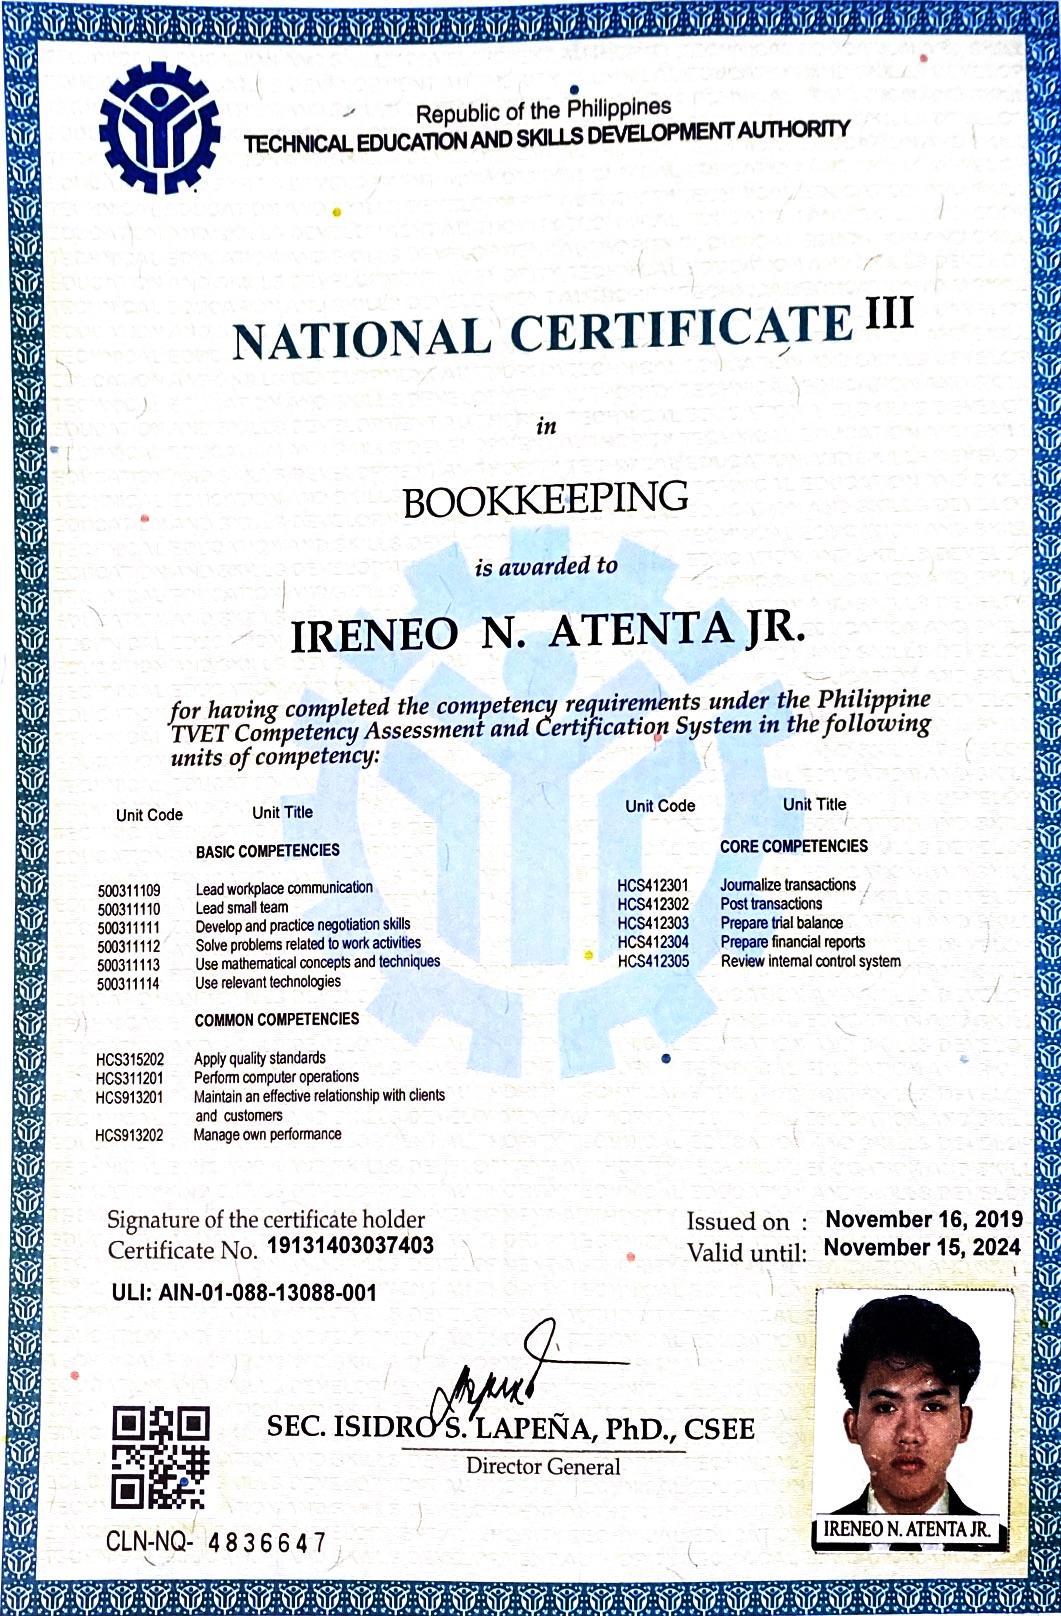 Republic of the Philippines
TECHNICAL EDUCATION AND SKILLS DEVELOPMENT AUTHORITY
NATIONAL CERTIFICATE III
in
BOOKKEEPING
is awarded to
IRENEO N. ATENTA JR.
for having completed the competency requirements under the Philippine
TVET Competency Assessment and Certification System in the following
units of competency:
Unit Code Unit Title
BASIC COMPETENCIES
500311109 Lead workplace communication
500311110 Lead small team
500311111 Develop and practice negotiation skills
500311112 Solve problems related to work activities
500311113 Use mathematical concepts and techniques
500311114 Use relevant technologies
COMMON COMPETENCIES
HCS315202 Apply quality standards
HCS311201 Perform computer operations
HCS913201 Maintain an effective relationship with clients
and customers
HCS913202 Manage own performance
Unit Code Unit Title
CORE COMPETENCIES
HCS412301 Journalize transactions
HCS412302 Post transactions
HCS412303 Prepare trial balance
HCS412304 Prepare financial reports
HCS412305 Review internal control system
Signature of the certificate holder
Certificate No. 19131403037403
ULI: AIN-01-088-13088-001
Issued on : November 16, 2019
Valid until: November 15, 2024
SEC. ISIDRO S. LAPEÑA, PhD., CSEE
Director General
IRENEO N. ATENTA JR.
CLN-NQ- 4836647